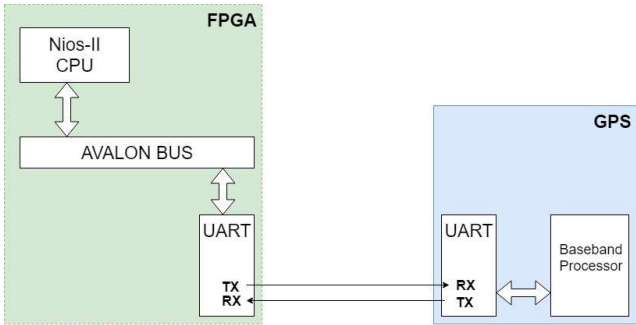 FPGA
Nios-II
CPU
AVALON BUS
UART
TX
RX
GPS
UART
RX
TX
Baseband
Processor